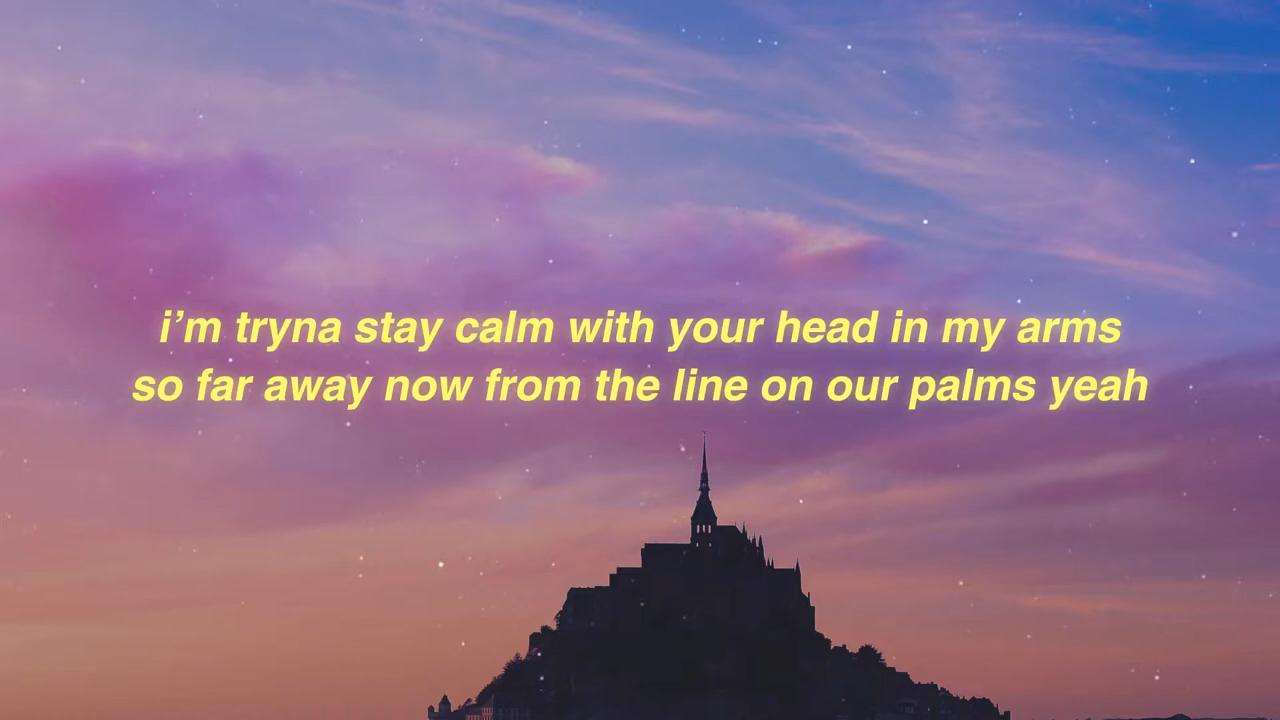 i’m tryna stay calm with your head in my arms
so far away now from the line on our palms yeah